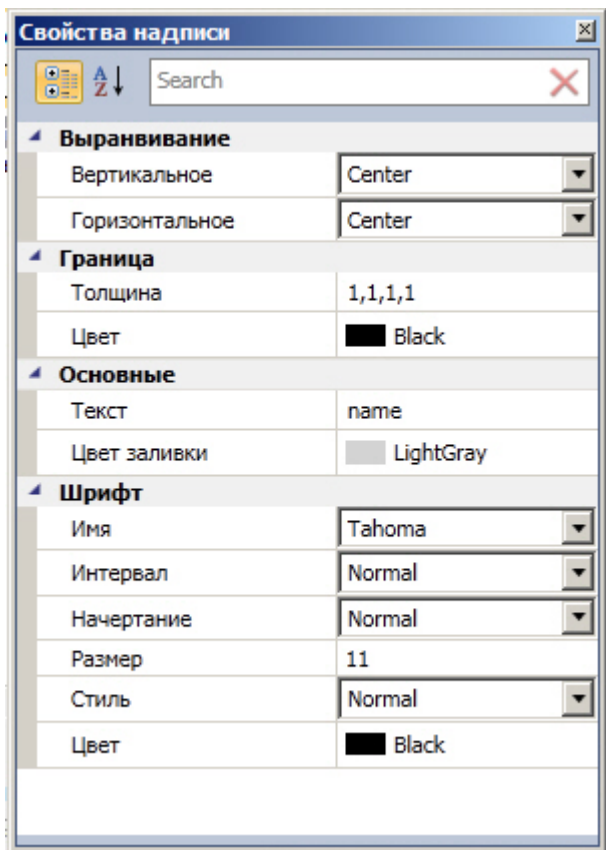 Свойства надписи
Search
Выранвивание
Вертикальное Center
Горизонтальное Center
Граница
Толщина 1,1,1,1
Цвет Black
Основные
Текст name
Цвет заливки LightGray
Шрифт
Имя Tahoma
Интервал Normal
Начертание Normal
Размер 11
Стиль Normal
Цвет Black